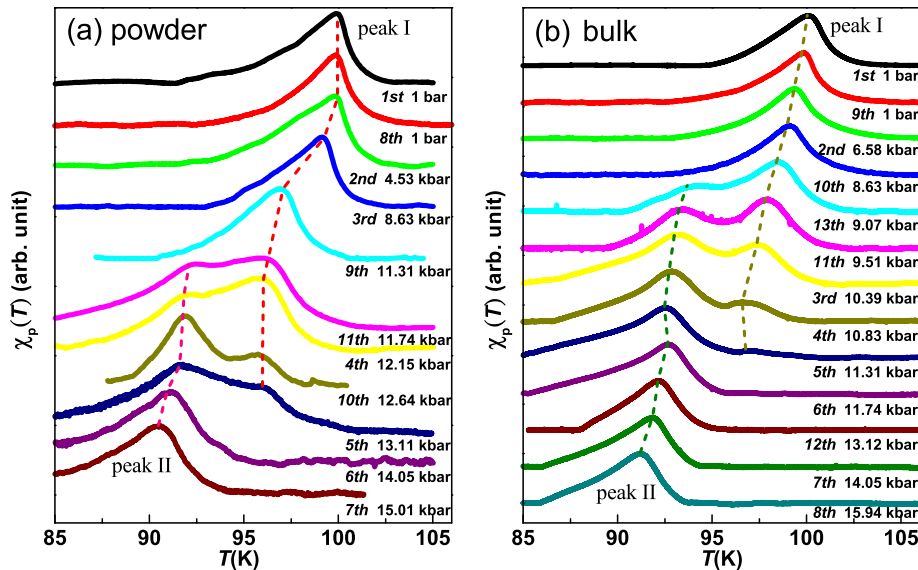 (a) powder
peak I
1st 1 bar
8th 1 bar
2nd 4.53 kbar
3rd 8.63 kbar
9th 11.31 kbar
11th 11.74 kbar
4th 12.15 kbar
10th 12.64 kbar
5th 13.11 kbar
6th 14.05 kbar
7th 15.01 kbar
peak II
χp(T) (arb. unit)
85 90 95 100 105
T(K)
(b) bulk
peak I
1st 1 bar
9th 1 bar
2nd 6.58 kbar
10th 8.63 kbar
13th 9.07 kbar
11th 9.51 kbar
3rd 10.39 kbar
4th 10.83 kbar
5th 11.31 kbar
6th 11.74 kbar
12th 13.12 kbar
7th 14.05 kbar
8th 15.94 kbar
peak II
χp(T) (arb. unit)
85 90 95 100 105
T(K)